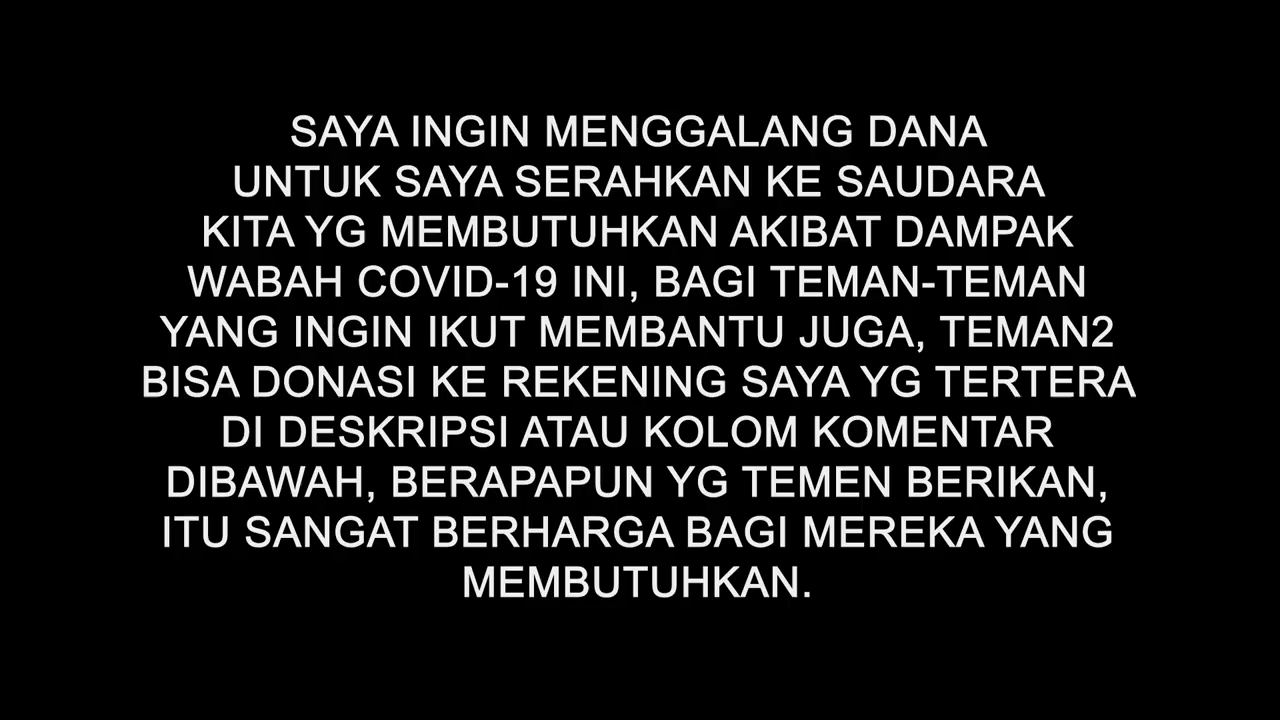 SAYA INGIN MENGGALANG DANA
UNTUK SAYA SERAHKAN KE SAUDARA
KITA YG MEMBUTUHKAN AKIBAT DAMPAK
WABAH COVID-19 INI, BAGI TEMAN-TEMAN
YANG INGIN IKUT MEMBANTU JUGA, TEMAN2
BISA DONASI KE REKENING SAYA YG TERTERA
DI DESKRIPSI ATAU KOLOM KOMENTAR
DIBAWAH, BERAPAPUN YG TEMEN BERIKAN,
ITU SANGAT BERHARGA BAGI MEREKA YANG
MEMBUTUHKAN.